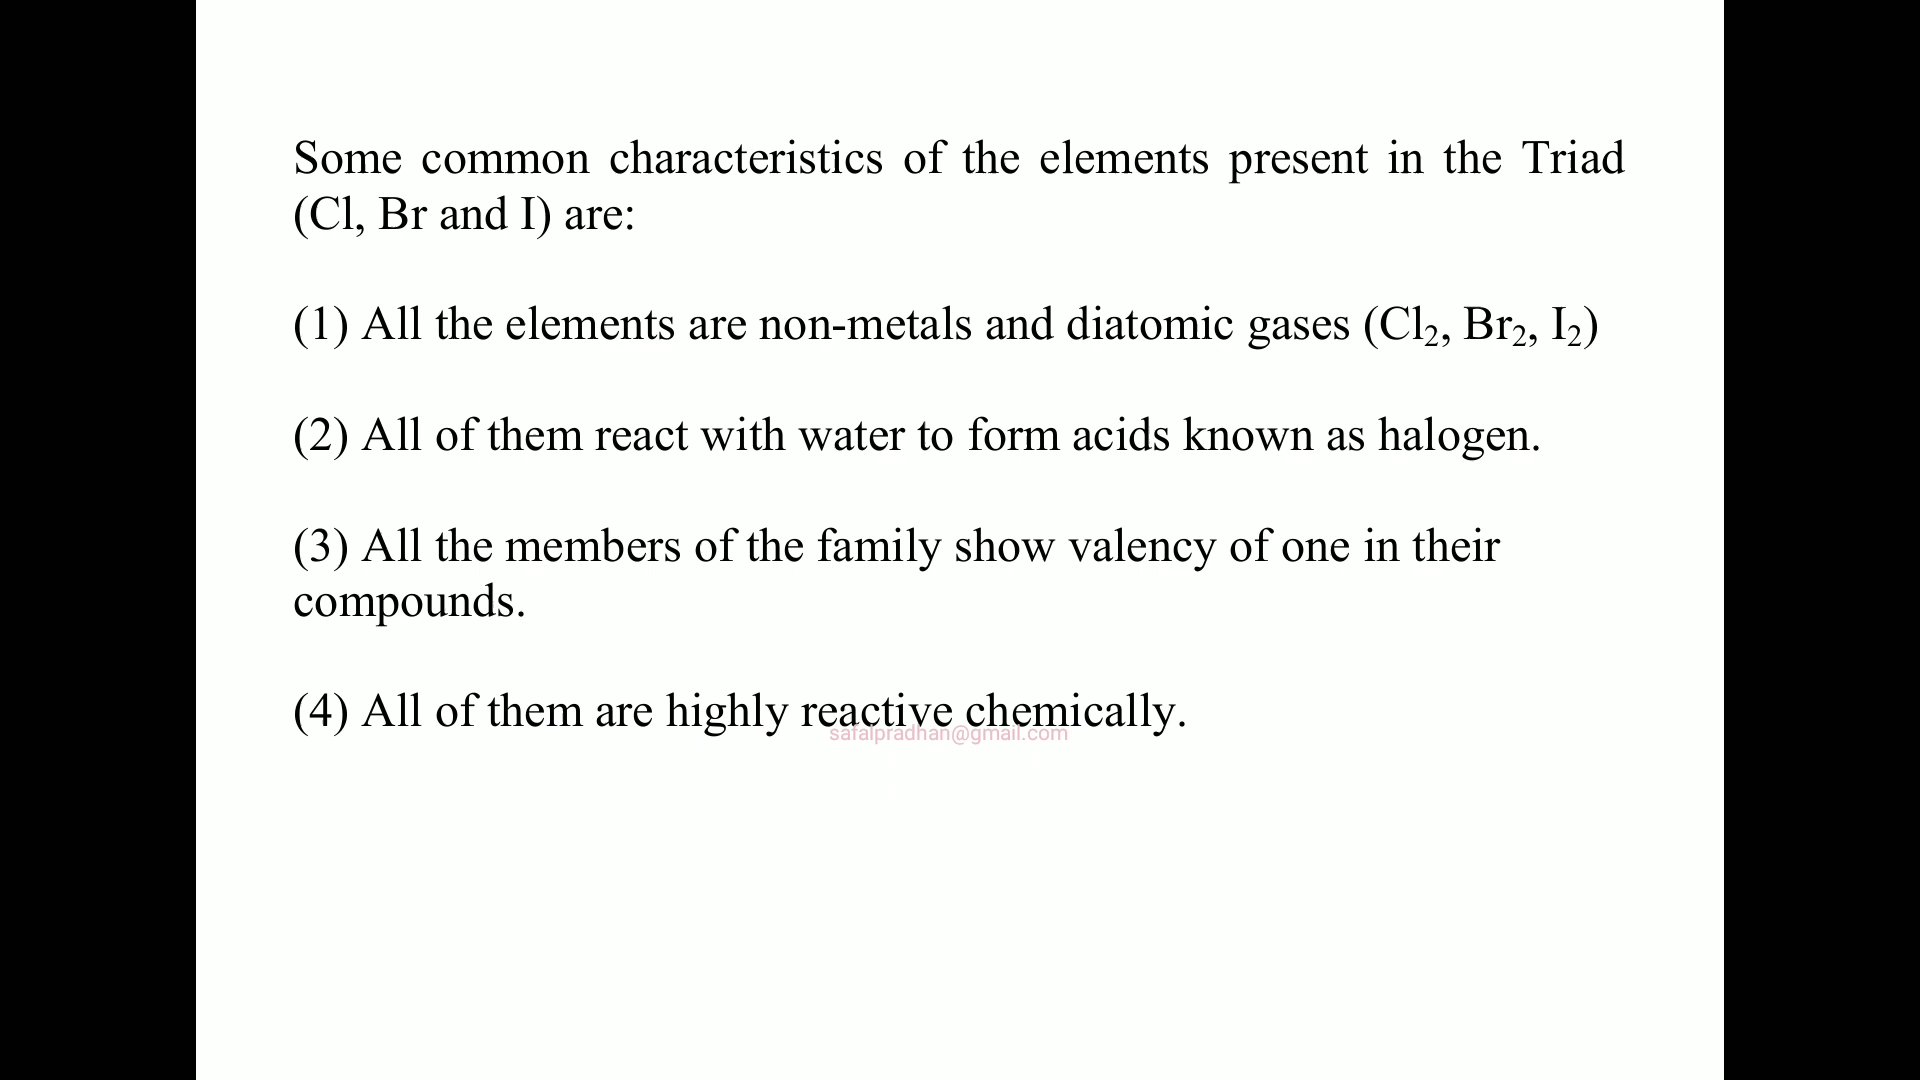 Some common characteristics of the elements present in the Triad
(Cl, Br and I) are:
(1) All the elements are non-metals and diatomic gases (Cl₂, Br₂, I₂)
(2) All of them react with water to form acids known as halogen.
(3) All the members of the family show valency of one in their
compounds.
(4) All of them are highly reactive chemically.
safalpradhan@gmail.com